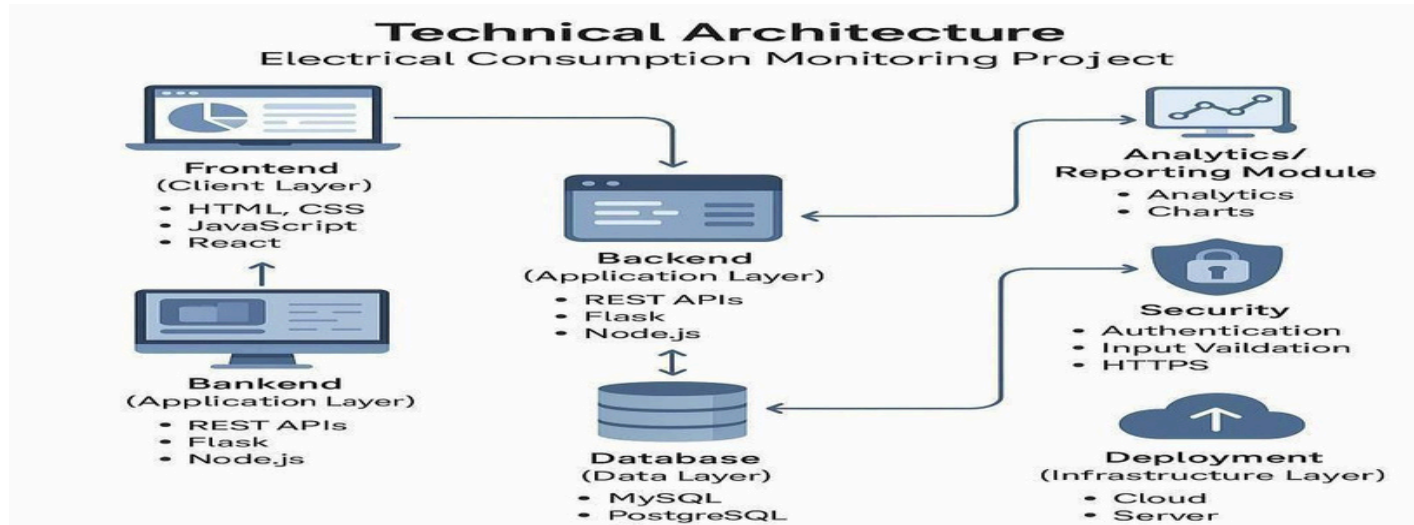 Technical Architecture
Electrical Consumption Monitoring Project
Frontend
(Client Layer)
• HTML, CSS
• JavaScript
• React
Bankend
(Application Layer)
• REST APIs
• Flask
• Node.js
Backend
(Application Layer)
• REST APIs
• Flask
• Node.js
Database
(Data Layer)
• MySQL
• PostgreSQL
Analytics/
Reporting Module
• Analytics
• Charts
Security
• Authentication
• Input Vaildation
• HTTPS
Deployment
(Infrastructure Layer)
• Cloud
• Server